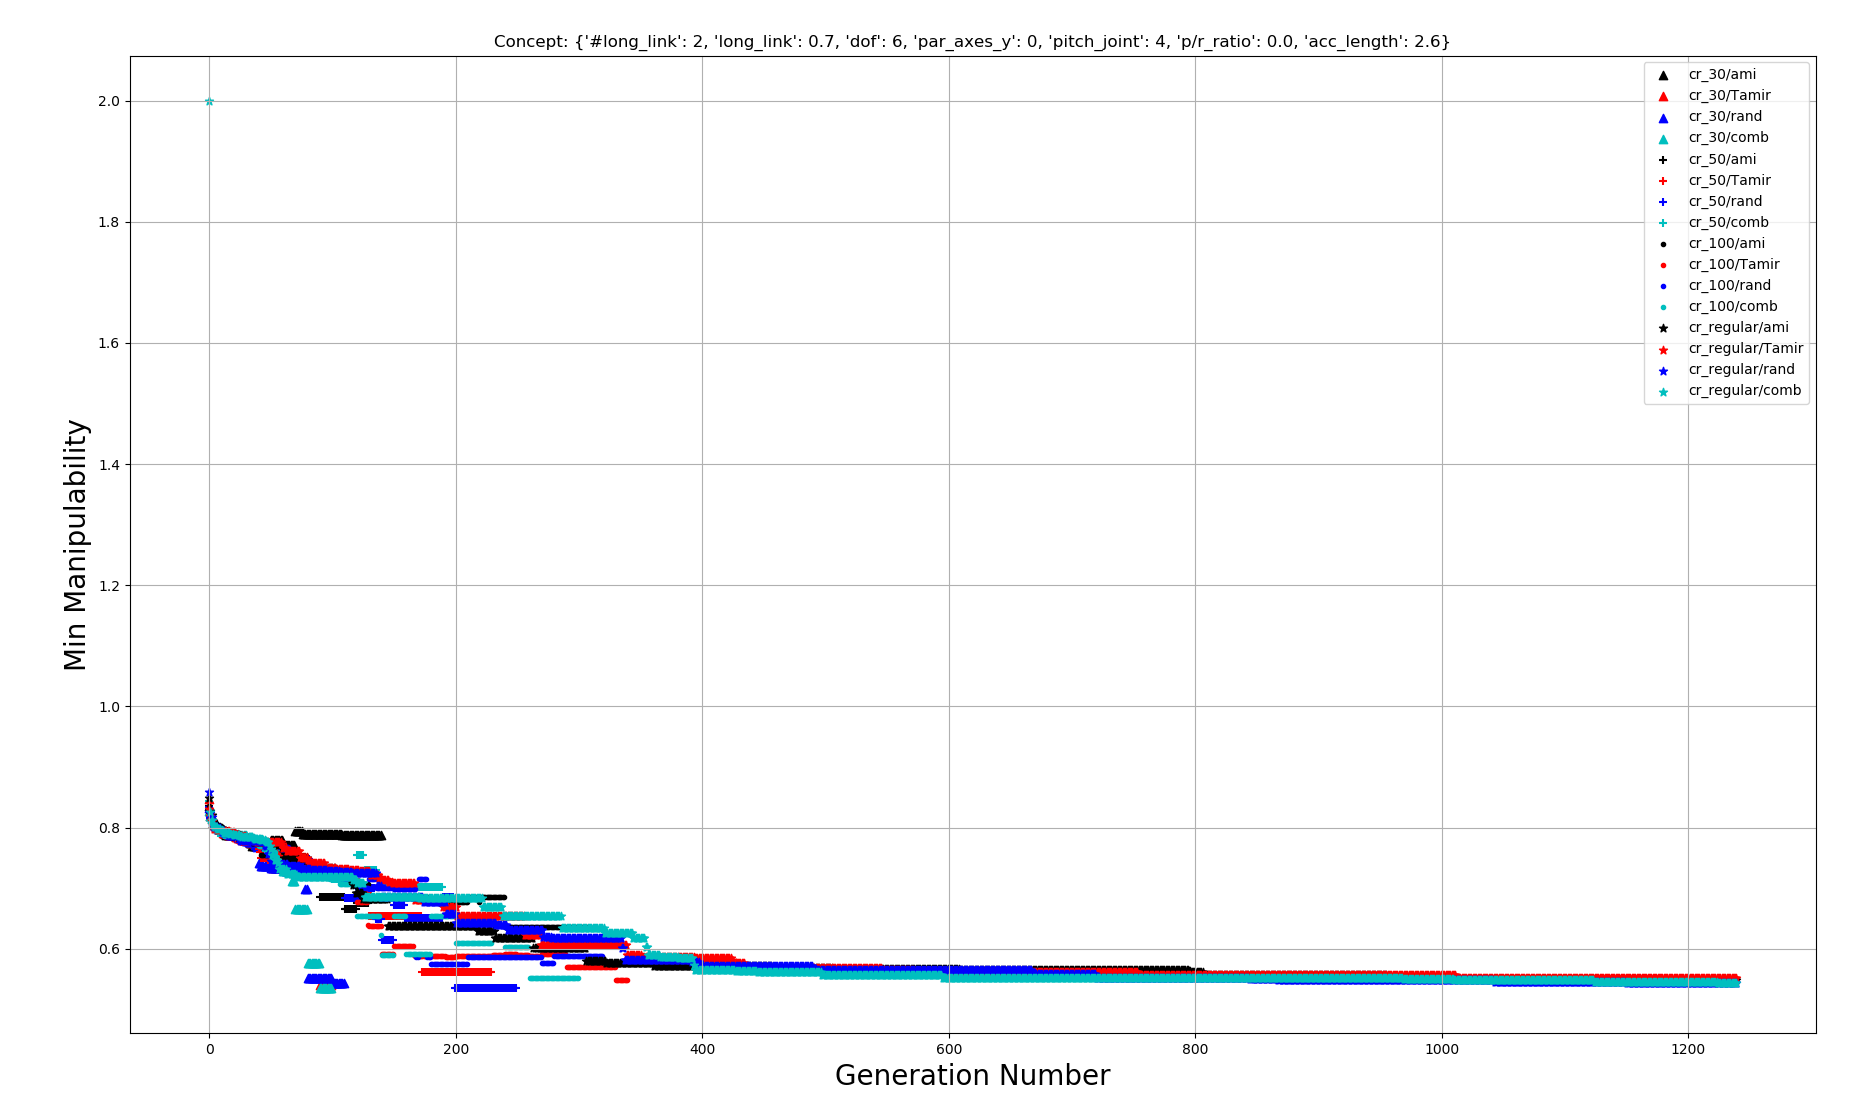 Concept: {'#long_link': 2, 'long_link': 0.7, 'dof': 6, 'par_axes_y': 0, 'pitch_joint': 4, 'p/r_ratio': 0.0, 'acc_length': 2.6}
cr_30/ami
cr_30/Tamir
cr_30/rand
cr_30/comb
cr_50/ami
cr_50/Tamir
cr_50/rand
cr_50/comb
cr_100/ami
cr_100/Tamir
cr_100/rand
cr_100/comb
cr_regular/ami
cr_regular/Tamir
cr_regular/rand
cr_regular/comb
Min Manipulability
2.0
1.8
1.6
1.4
1.2
1.0
0.8
0.6
0 200 400 600 800 1000 1200
Generation Number